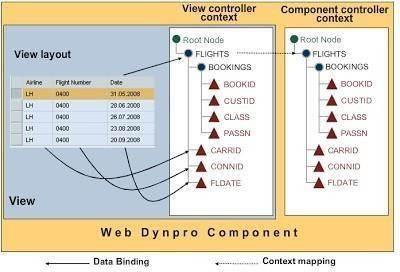 View controller context
Component controller context
View layout
Airline Flight Number Date
LH 0400 31.05.2008
LH 0400 28.06.2008
LH 0400 26.07.2008
LH 0400 23.08.2008
LH 0400 20.09.2008
Root Node
FLIGHTS
BOOKINGS
BOOKID
CUSTID
CLASS
PASSN
CARRID
CONNID
FLDATE
Root Node
FLIGHTS
BOOKINGS
BOOKID
CUSTID
CLASS
PASSN
CARRID
CONNID
FLDATE
View
Web Dynpro Component
Data Binding
Context mapping